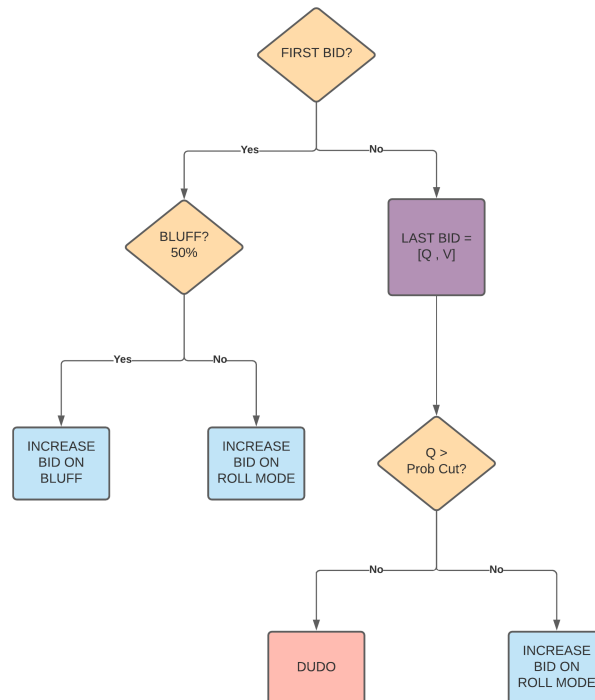 FIRST BID?
Yes
No
BLUFF?
50%
LAST BID =
[Q , V]
Yes
No
INCREASE
BID ON
BLUFF
INCREASE
BID ON
ROLL MODE
Q >
Prob Cut?
No
No
DUDO
INCREASE
BID ON
ROLL MODE